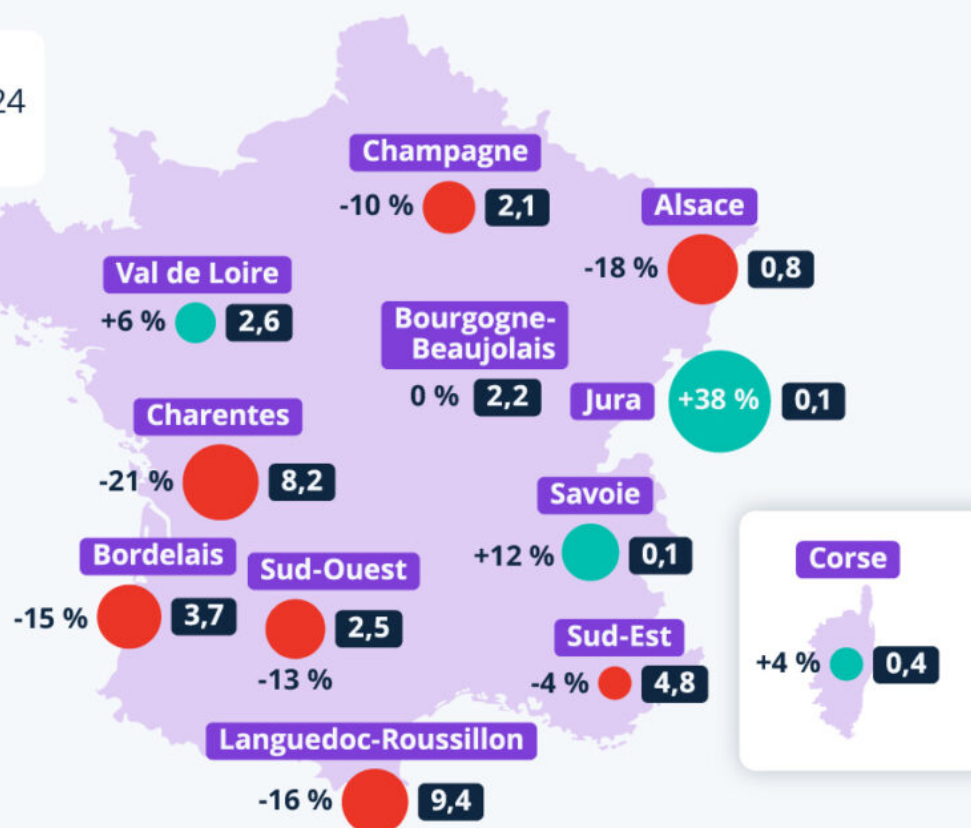 24
Champagne
-10 % 2,1
Alsace
-18 % 0,8
Val de Loire
+6 % 2,6
Bourgogne-
Beaujolais
0 % 2,2
Jura +38 % 0,1
Charentes
-21 % 8,2
Savoie
+12 % 0,1
Bordelais
-15 % 3,7
Sud-Ouest
2,5
-13 %
Corse
+4 % 0,4
Sud-Est
-4 % 4,8
Languedoc-Roussillon
-16 % 9,4